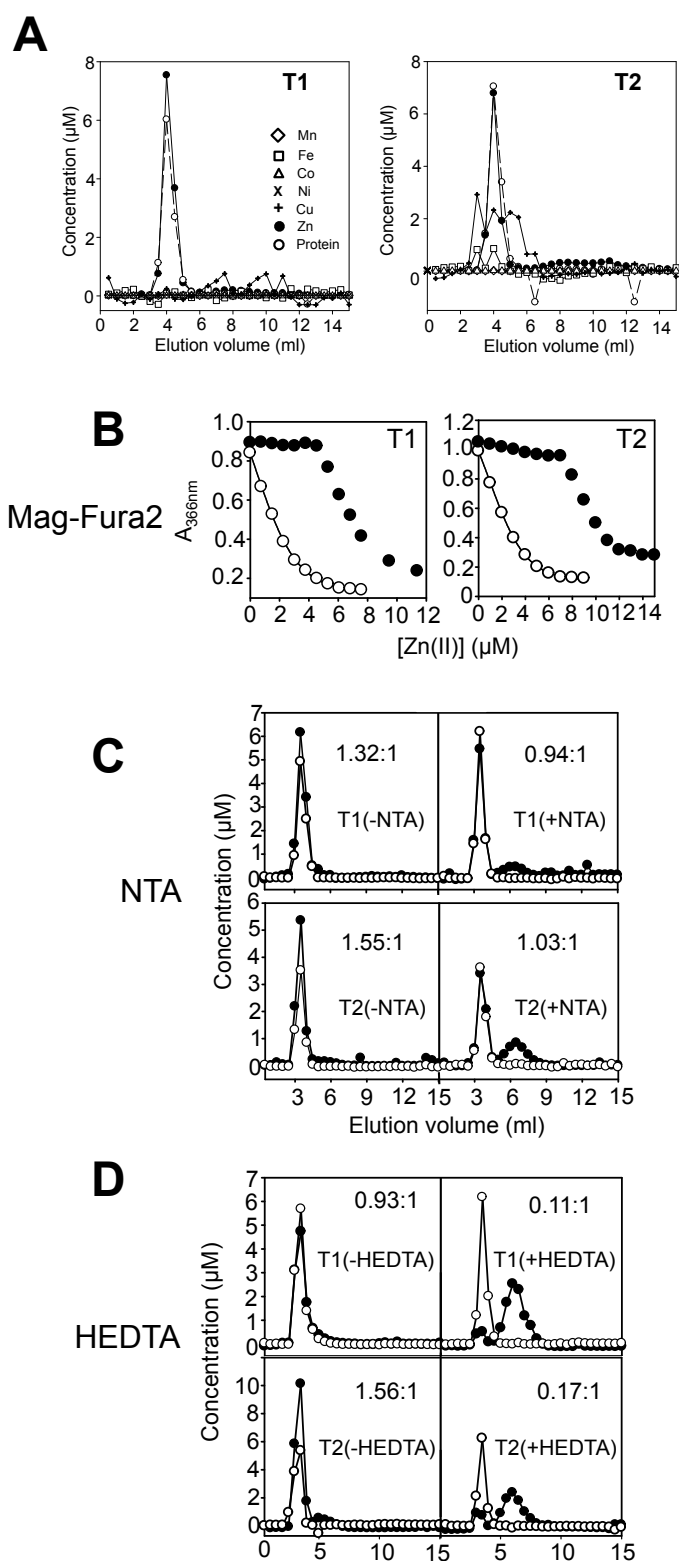 A
T1
T2
Concentration (µM)
Concentration (µM)
8
6
4
2
0
8
6
4
2
0
Mn
Fe
Co
Ni
Cu
Zn
Protein
0 2 4 6 8 10 12 14
0 2 4 6 8 10 12 14
Elution volume (ml)
Elution volume (ml)
B
Mag-Fura2
T1
T2
A366nm
1.0
0.8
0.6
0.4
0.2
1.2
1.0
0.8
0.6
0.4
0.2
0
0 2 4 6 8 10 12
0 2 4 6 8 10 12 14
[Zn(II)] (µM)
C
NTA
Concentration (µM)
7
6
5
4
3
2
1
0
1.32:1
0.94:1
T1(-NTA)
T1(+NTA)
6
5
4
3
2
1
0
1.55:1
1.03:1
T2(-NTA)
T2(+NTA)
3 6 9 12 15
3 6 9 12 15
Elution volume (ml)
D
HEDTA
Concentration (µM)
7
6
5
4
3
2
1
0
0.93:1
0.11:1
T1(-HEDTA)
T1(+HEDTA)
10
8
6
4
2
0
1.56:1
0.17:1
T2(-HEDTA)
T2(+HEDTA)
0 5 10 15
5 10 15